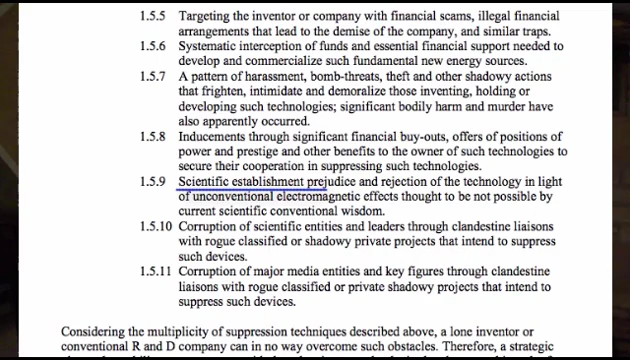 1.5.5 Targeting the inventor or company with financial scams, illegal financial
arrangements that lead to the demise of the company, and similar traps.
1.5.6 Systematic interception of funds and essential financial support needed to
develop and commercialize such fundamental new energy sources.
1.5.7 A pattern of harassment, bomb-threats, theft and other shadowy actions
that frighten, intimidate and demoralize those inventing, holding or
developing such technologies; significant bodily harm and murder have
also apparently occurred.
1.5.8 Inducements through significant financial buy-outs, offers of positions of
power and prestige and other benefits to the owner of such technologies to
secure their cooperation in suppressing such technologies.
1.5.9 Scientific establishment prejudice and rejection of the technology in light
of unconventional electromagnetic effects thought to be not possible by
current scientific conventional wisdom.
1.5.10 Corruption of scientific entities and leaders through clandestine liaisons
with rogue classified or shadowy private projects that intend to suppress
such devices.
1.5.11 Corruption of major media entities and key figures through clandestine
liaisons with rogue classified or private shadowy projects that intend to
suppress such devices.
Considering the multiplicity of suppression techniques described above, a lone inventor or
conventional R and D company can in no way overcome such obstacles. Therefore, a strategic